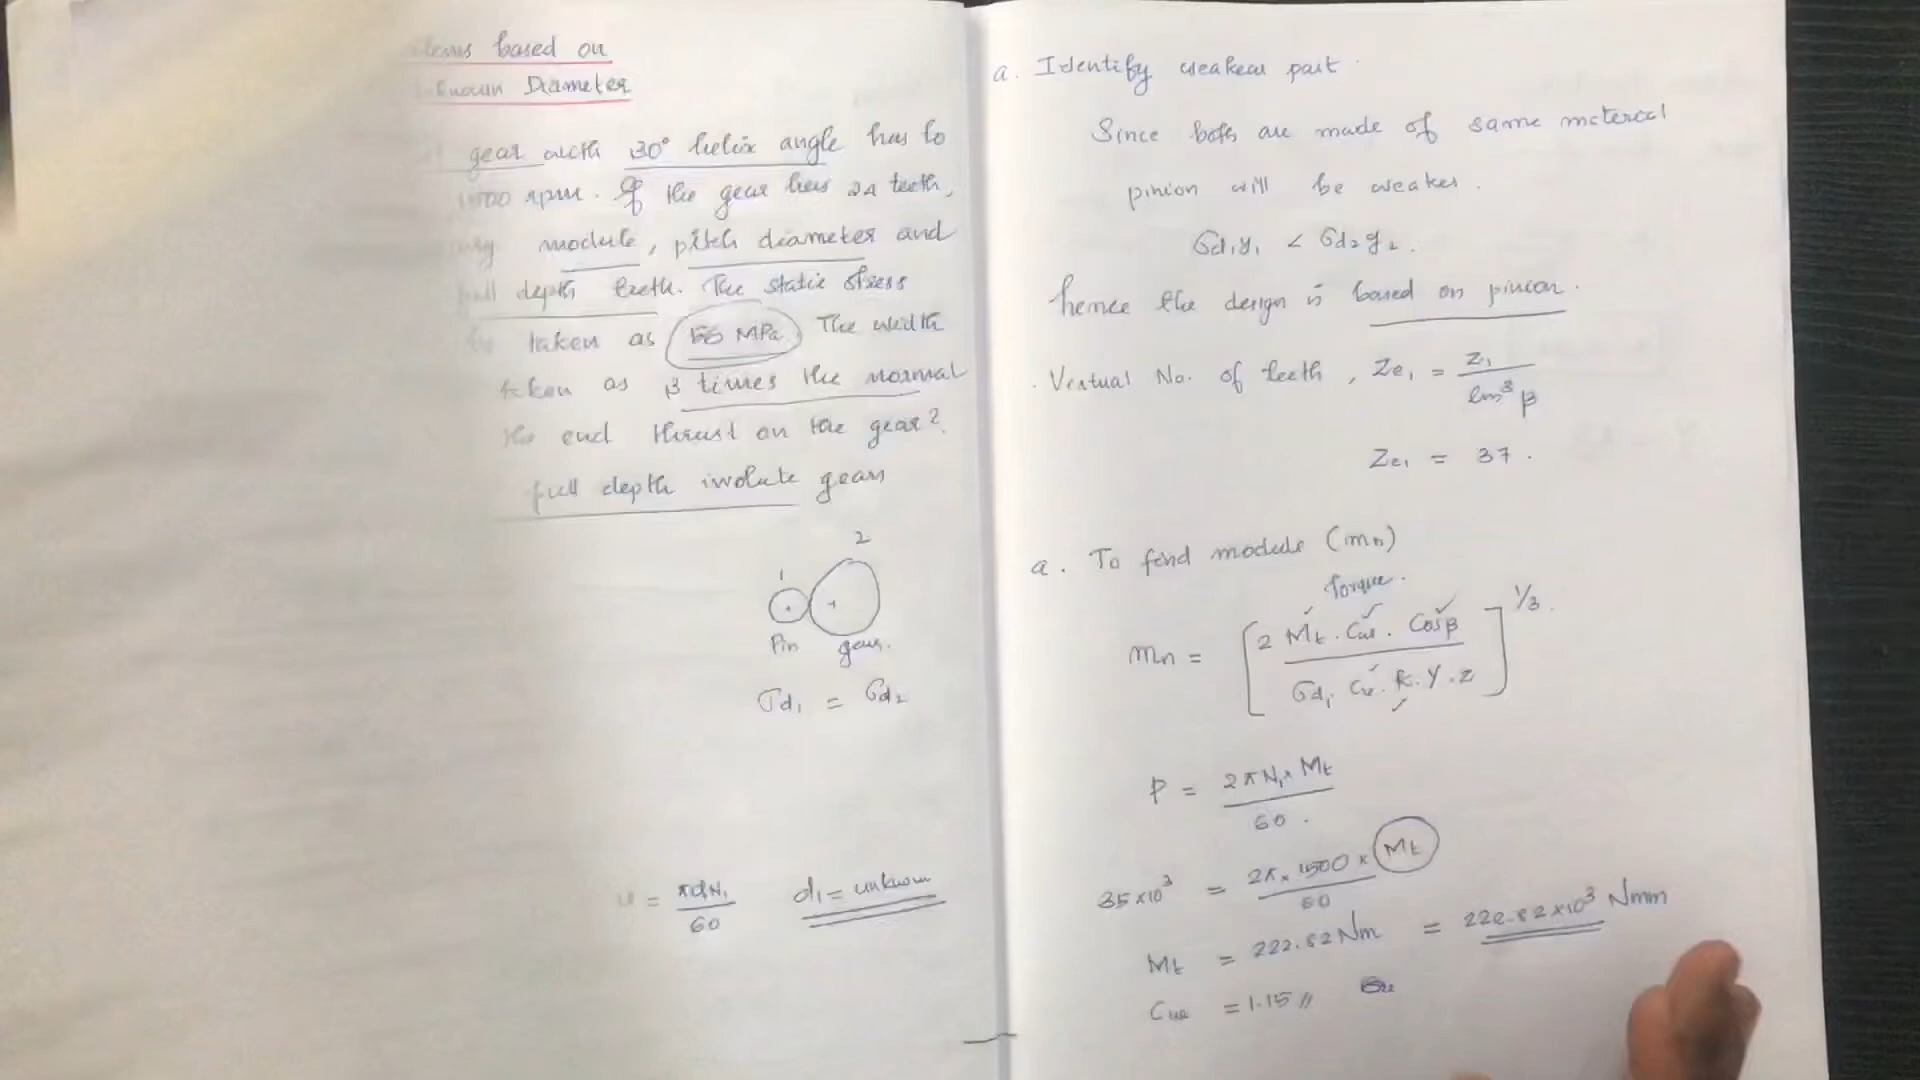 based on
Diameter
gear with 30° helix angle has to
rpm. If the gear has 24 teeth,
module, pitch diameter and
depth teeth. The static stress
taken as 56 MPa The width
taken as 3 times the normal
end thrust on the gear?
full depth involute gears
1 2
Pin gear.
σd₁ = σd₂
= πd₁N₁/60 d₁ = unknown
a. Identify weaker part.
Since both are made of same meterial
pinion will be weaker.
σd₁y₁ < σd₂y₂.
hence the design is based on pinion.
Virtual No. of teeth, Ze₁ = Z₁/cos³β
Ze₁ = 37.
a. To find module (mn)
Torque.
mn = [2 Mt. Cw. Cosβ / σd₁. Cv. K. Y. Z]^1/3.
P = 2πN₁ × Mt / 60.
35×10³ = 2π × 1500 × Mt / 60
Mt = 222.82 Nm = 222.82×10³ Nmm
Cw = 1.15 //